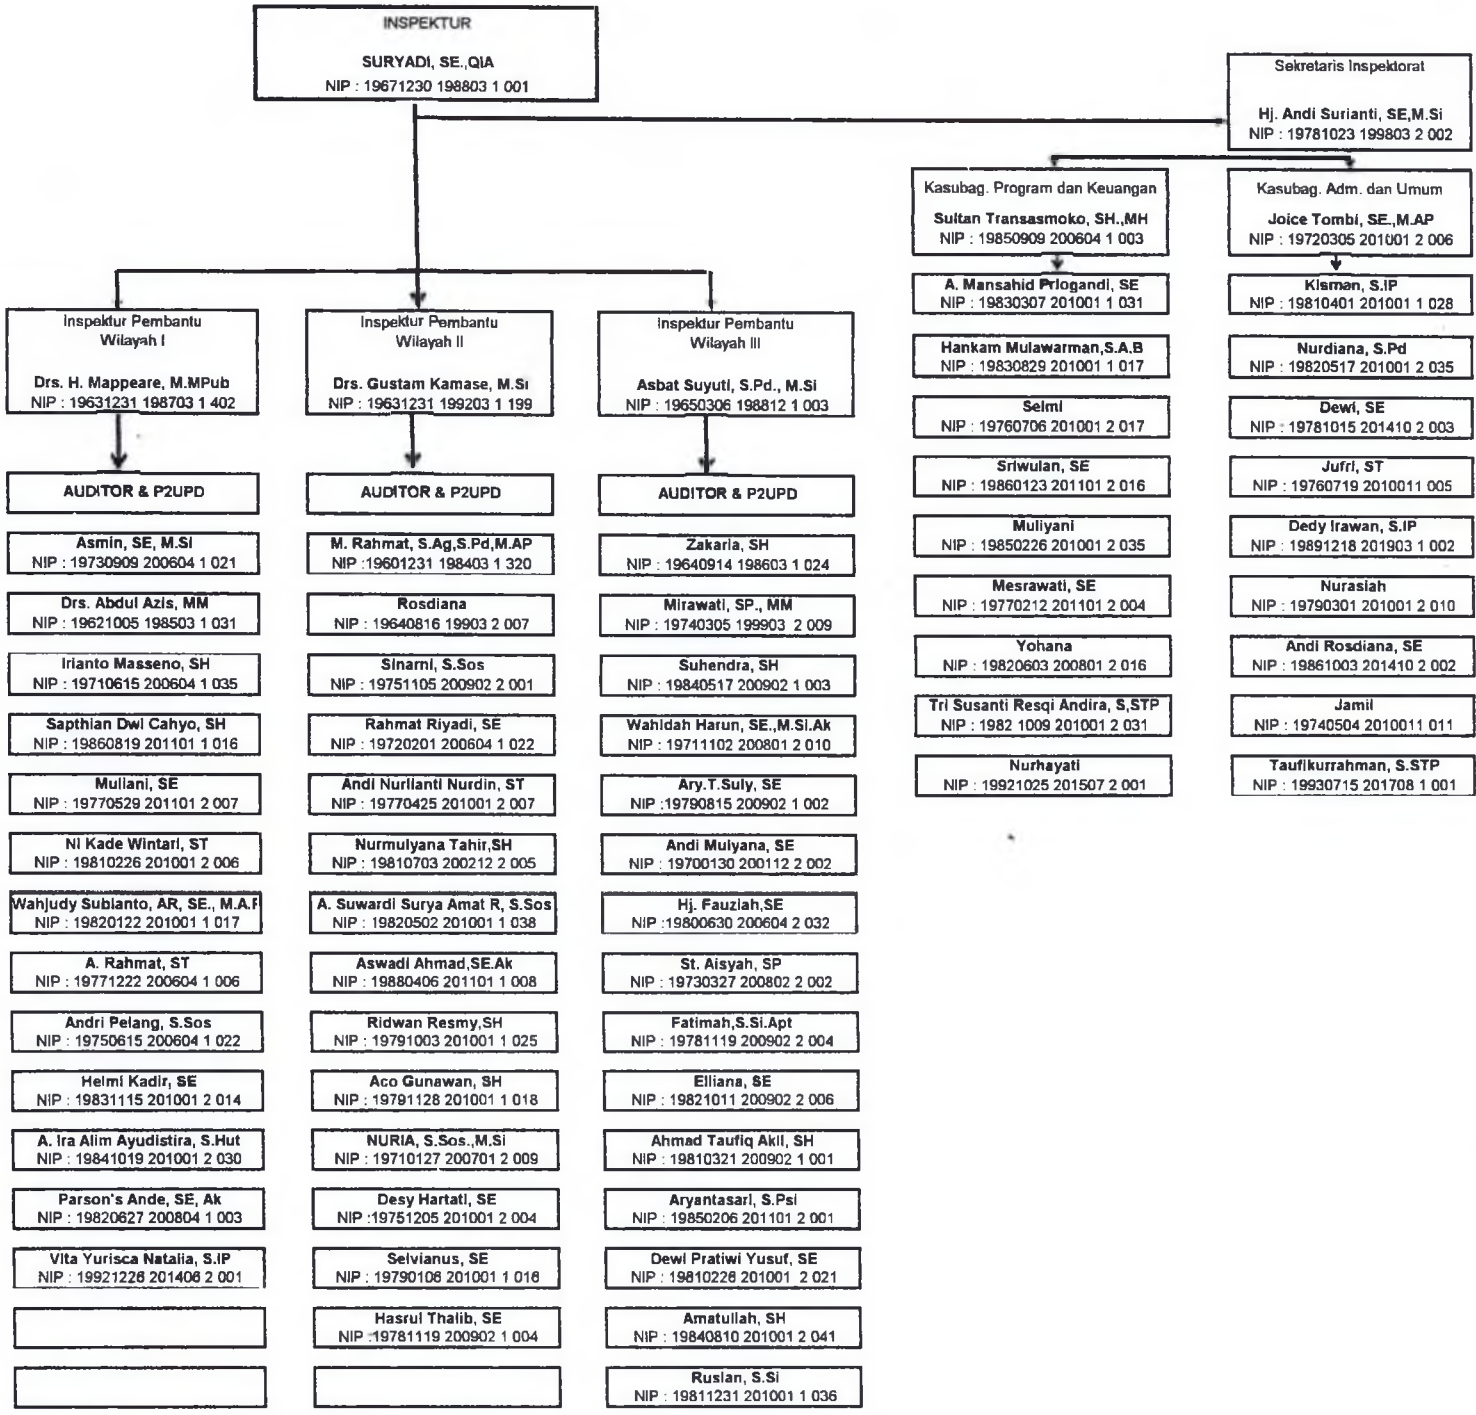 INSPEKTUR
SURYADI, SE.,QIA
NIP : 19671230 198803 1 001
Sekretaris Inspektorat
Hj. Andi Surianti, SE,M.Si
NIP : 19781023 199803 2 002
Kasubag. Program dan Keuangan
Sultan Transasmoko, SH.,MH
NIP : 19850909 200604 1 003
A. Mansahid Priogandi, SE
NIP : 19830307 201001 1 031
Hankam Mulawarman,S.A.B
NIP : 19830829 201001 1 017
Selmi
NIP : 19760706 201001 2 017
Sriwulan, SE
NIP : 19860123 201101 2 016
Muliyani
NIP : 19850226 201001 2 035
Mesrawati, SE
NIP : 19770212 201101 2 004
Yohana
NIP : 19820603 200801 2 016
Tri Susanti Resqi Andira, S,STP
NIP : 1982 1009 201001 2 031
Nurhayati
NIP : 19921025 201507 2 001
Kasubag. Adm. dan Umum
Joice Tombi, SE.,M.AP
NIP : 19720305 201001 2 006
Kisman, S.IP
NIP : 19810401 201001 1 028
Nurdiana, S.Pd
NIP : 19820517 201001 2 035
Dewi, SE
NIP : 19781015 201410 2 003
Jufri, ST
NIP : 19760719 2010011 005
Dedy Irawan, S.IP
NIP : 19891218 201903 1 002
Nurasiah
NIP : 19790301 201001 2 010
Andi Rosdiana, SE
NIP : 19861003 201410 2 002
Jamil
NIP : 19740504 2010011 011
Taufikurrahman, S.STP
NIP : 19930715 201708 1 001
Inspektur Pembantu
Wilayah I
Drs. H. Mappeare, M.MPub
NIP : 19631231 198703 1 402
AUDITOR & P2UPD
Asmin, SE, M.Si
NIP : 19730909 200604 1 021
Drs. Abdul Azis, MM
NIP : 19621005 198503 1 031
Irianto Masseno, SH
NIP : 19710615 200604 1 035
Sapthian Dwi Cahyo, SH
NIP : 19860819 201101 1 016
Muliani, SE
NIP : 19770529 201101 2 007
Ni Kade Wintari, ST
NIP : 19810226 201001 2 006
Wahjudy Subianto, AR, SE., M.A.P
NIP : 19820122 201001 1 017
A. Rahmat, ST
NIP : 19771222 200604 1 006
Andri Pelang, S.Sos
NIP : 19750615 200604 1 022
Helmi Kadir, SE
NIP : 19831115 201001 2 014
A. Ira Alim Ayudistira, S.Hut
NIP : 19841019 201001 2 030
Parson's Ande, SE, Ak
NIP : 19820627 200804 1 003
Vita Yurisca Natalia, S.IP
NIP : 19921226 201406 2 001
Inspektur Pembantu
Wilayah II
Drs. Gustam Kamase, M.Si
NIP : 19631231 199203 1 199
AUDITOR & P2UPD
M. Rahmat, S.Ag,S.Pd,M.AP
NIP :19601231 198403 1 320
Rosdiana
NIP : 19640816 19903 2 007
Sinarni, S.Sos
NIP : 19751105 200902 2 001
Rahmat Riyadi, SE
NIP : 19720201 200604 1 022
Andi Nurlianti Nurdin, ST
NIP : 19770425 201001 2 007
Nurmulyana Tahir,SH
NIP : 19810703 200212 2 005
A. Suwardi Surya Amat R, S.Sos
NIP : 19820502 201001 1 038
Aswadi Ahmad,SE.Ak
NIP : 19880406 201101 1 008
Ridwan Resmy,SH
NIP : 19791003 201001 1 025
Aco Gunawan, SH
NIP : 19791128 201001 1 018
NURIA, S.Sos.,M.Si
NIP : 19710127 200701 2 009
Desy Hartati, SE
NIP :19751205 201001 2 004
Selvianus, SE
NIP : 19790106 201001 1 016
Hasrul Thalib, SE
NIP :19781119 200902 1 004
Inspektur Pembantu
Wilayah III
Asbat Suyuti, S.Pd., M.Si
NIP : 19650306 198812 1 003
AUDITOR & P2UPD
Zakaria, SH
NIP : 19640914 198603 1 024
Mirawati, SP., MM
NIP : 19740305 199903 2 009
Suhendra, SH
NIP : 19840517 200902 1 003
Wahidah Harun, SE.,M.Si.Ak
NIP : 19711102 200801 2 010
Ary.T.Suly, SE
NIP :19790815 200902 1 002
Andi Mulyana, SE
NIP : 19700130 200112 2 002
Hj. Fauziah,SE
NIP :19800630 200604 2 032
St. Aisyah, SP
NIP : 19730327 200802 2 002
Fatimah,S.Si.Apt
NIP : 19781119 200902 2 004
Elliana, SE
NIP : 19821011 200902 2 006
Ahmad Taufiq Akil, SH
NIP : 19810321 200902 1 001
Aryantasari, S.Psi
NIP : 19850206 201101 2 001
Dewi Pratiwi Yusuf, SE
NIP : 19810226 201001 2 021
Amatullah, SH
NIP : 19840810 201001 2 041
Ruslan, S.Si
NIP : 19811231 201001 1 036